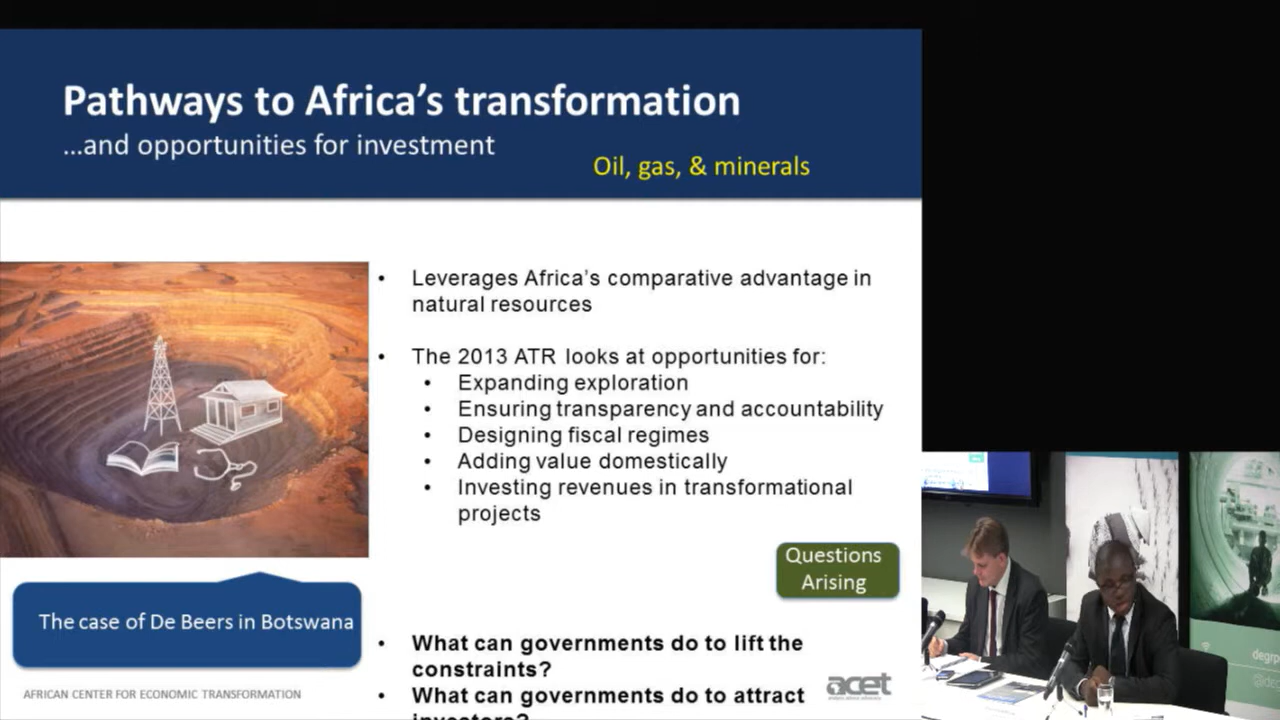 Pathways to Africa's transformation
...and opportunities for investment
Oil, gas, & minerals
• Leverages Africa's comparative advantage in
natural resources
• The 2013 ATR looks at opportunities for:
• Expanding exploration
• Ensuring transparency and accountability
• Designing fiscal regimes
• Adding value domestically
• Investing revenues in transformational
projects
Questions
Arising
The case of De Beers in Botswana
• What can governments do to lift the
constraints?
• What can governments do to attract
investors?
AFRICAN CENTER FOR ECONOMIC TRANSFORMATION
acet
degrp